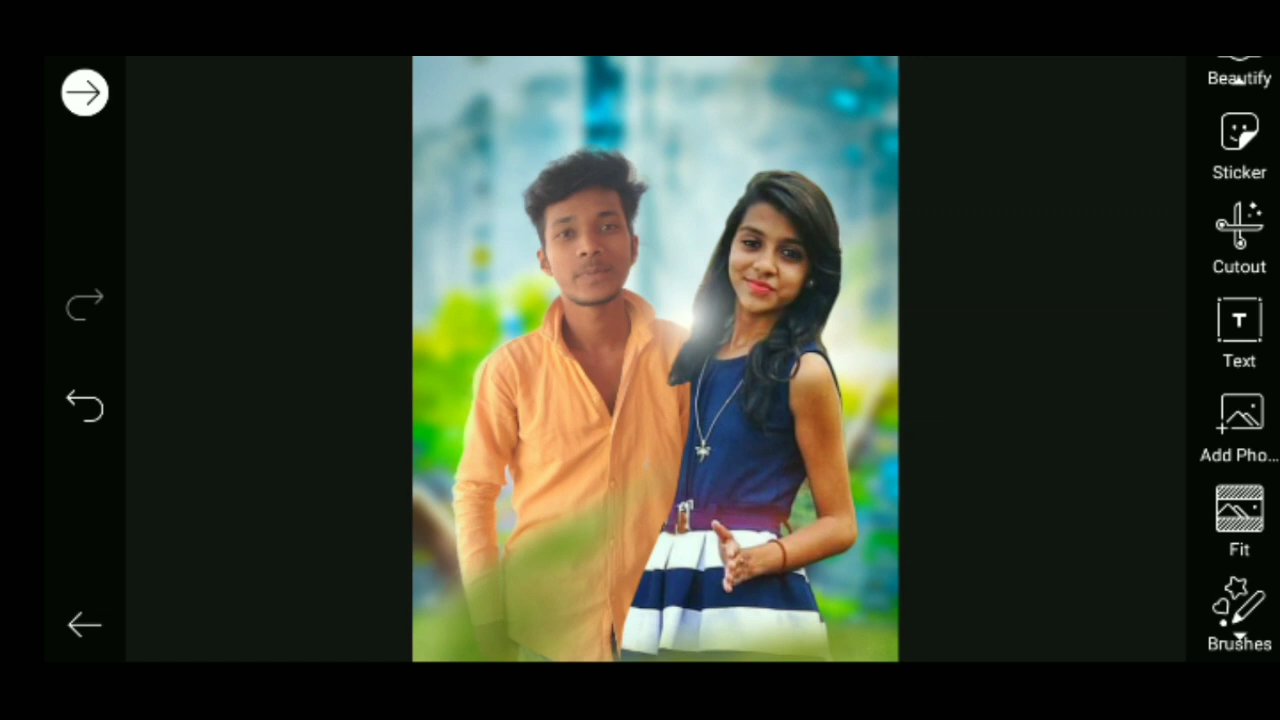 Beautify
Sticker
Cutout
T
Text
Add Pho...
Fit
Brushes